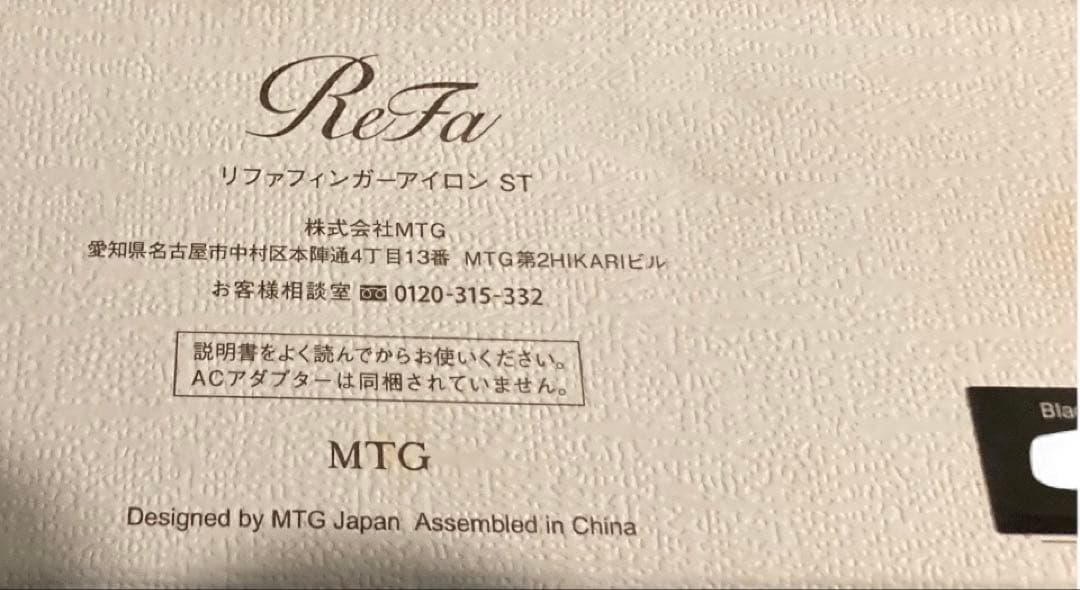 ReFa
リファフィンガーアイロン ST
株式会社MTG
愛知県名古屋市中村区本陣通4丁目13番 MTG第2HIKARIビル
お客様相談室 0120-315-332
説明書をよく読んでからお使いください。
ACアダプターは同梱されていません。
MTG
Designed by MTG Japan Assembled in China